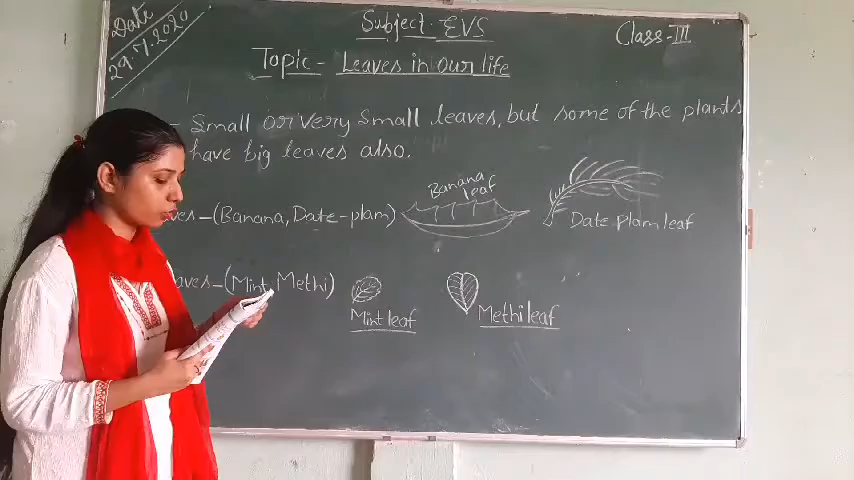 Date
29.7.2020
Subject - EVS
Class - III
Topic - Leaves in our life
- Small or very Small leaves, but some of the plants
have big leaves also.
Banana leaf
ves - (Banana, Date-plam)
Date Plam leaf
aves - (Mint, Methi)
Mint leaf
Methi leaf